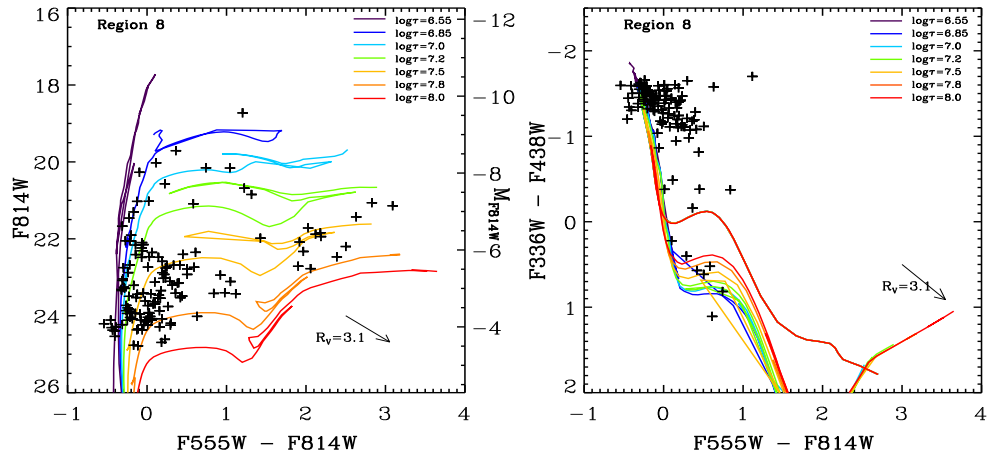 Region 8
logτ=6.55
logτ=6.85
logτ=7.0
logτ=7.2
logτ=7.5
logτ=7.8
logτ=8.0
16
18
20
22
24
26
F814W
−12
−10
−8
−6
−4
M_F814W
R_V=3.1
−1 0 1 2 3 4
F555W − F814W
Region 8
logτ=6.55
logτ=6.85
logτ=7.0
logτ=7.2
logτ=7.5
logτ=7.8
logτ=8.0
−2
−1
0
1
2
F336W − F438W
R_V=3.1
−1 0 1 2 3 4
F555W − F814W